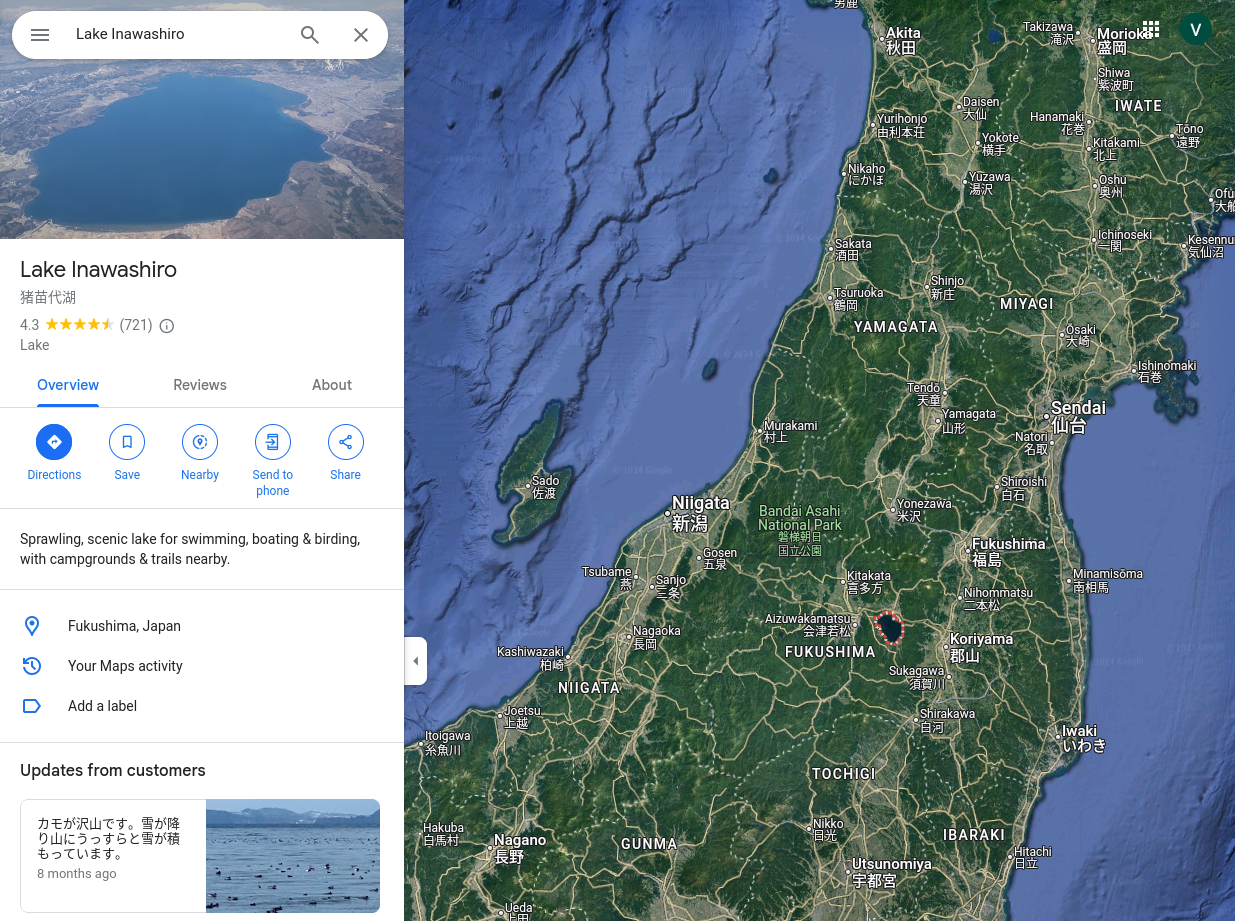 Lake Inawashiro
Lake Inawashiro
猪苗代湖
4.3 (721)
Lake
Overview Reviews About
Directions Save Nearby Send to phone Share
Sprawling, scenic lake for swimming, boating & birding,
with campgrounds & trails nearby.
Fukushima, Japan
Your Maps activity
Add a label
Updates from customers
カモが沢山です。雪が降
り山にうっすらと雪が積
もっています。
8 months ago
V
男鹿
Akita
秋田
Takizawa
滝沢
Morioka
盛岡
Shiwa
紫波町
IWATE
Daisen
大仙
Yurihonjo
由利本荘
Hanamaki
花巻
Tōno
遠野
Yokote
横手
Kitakami
北上
Nikaho
にかほ
Yuzawa
湯沢
Oshu
奥州
Ichinoseki
一関
Sakata
酒田
Shinjo
新庄
Tsuruoka
鶴岡
MIYAGI
YAMAGATA
Osaki
大崎
Ishinomaki
石巻
Tendō
天童
Yamagata
山形
Sendai
仙台
Murakami
村上
Natori
名取
Sado
佐渡
Shiroishi
白石
Niigata
新潟
Yonezawa
米沢
Bandai Asahi
National Park
磐梯朝日
国立公園
Fukushima
福島
Gosen
五泉
Tsubame
燕
Sanjo
三条
Kitakata
喜多方
Minamisōma
南相馬
Nihommatsu
二本松
Aizuwakamatsu
会津若松
Nagaoka
長岡
Koriyama
郡山
Kashiwazaki
柏崎
FUKUSHIMA
Sukagawa
須賀川
NIIGATA
Joetsu
上越
Shirakawa
白河
Itoigawa
糸魚川
Iwaki
いわき
TOCHIGI
Hakuba
白馬村
Nikko
日光
Nagano
長野
GUNMA
IBARAKI
Hitachi
日立
Utsunomiya
宇都宮
Ueda
上田